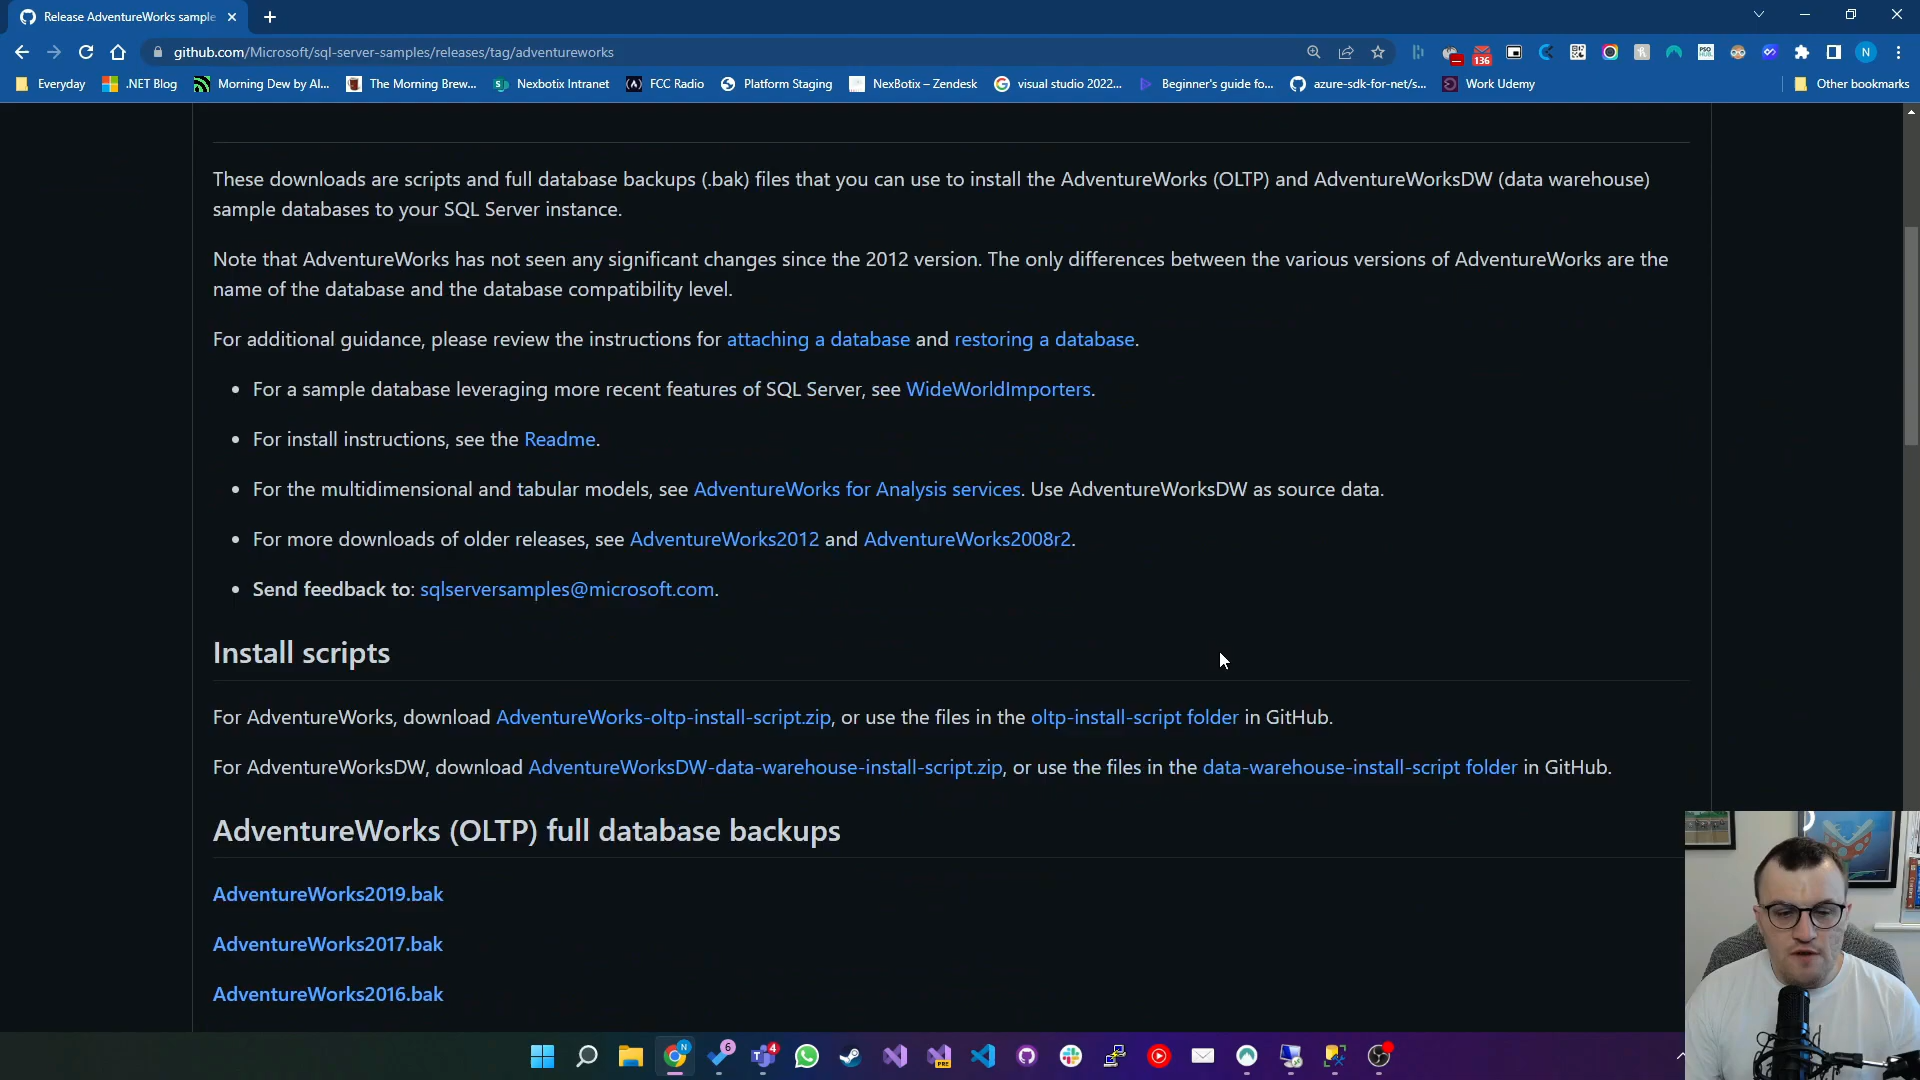 Release AdventureWorks sample
github.com/Microsoft/sql-server-samples/releases/tag/adventureworks
136
N
Everyday
.NET Blog
Morning Dew by Al...
The Morning Brew...
Nexbotix Intranet
FCC Radio
Platform Staging
NexBotix – Zendesk
visual studio 2022...
Beginner's guide fo...
azure-sdk-for-net/s...
Work Udemy
Other bookmarks
These downloads are scripts and full database backups (.bak) files that you can use to install the AdventureWorks (OLTP) and AdventureWorksDW (data warehouse)
sample databases to your SQL Server instance.
Note that AdventureWorks has not seen any significant changes since the 2012 version. The only differences between the various versions of AdventureWorks are the
name of the database and the database compatibility level.
For additional guidance, please review the instructions for attaching a database and restoring a database.
• For a sample database leveraging more recent features of SQL Server, see WideWorldImporters.
• For install instructions, see the Readme.
• For the multidimensional and tabular models, see AdventureWorks for Analysis services. Use AdventureWorksDW as source data.
• For more downloads of older releases, see AdventureWorks2012 and AdventureWorks2008r2.
• Send feedback to: sqlserversamples@microsoft.com.
Install scripts
For AdventureWorks, download AdventureWorks-oltp-install-script.zip, or use the files in the oltp-install-script folder in GitHub.
For AdventureWorksDW, download AdventureWorksDW-data-warehouse-install-script.zip, or use the files in the data-warehouse-install-script folder in GitHub.
AdventureWorks (OLTP) full database backups
AdventureWorks2019.bak
AdventureWorks2017.bak
AdventureWorks2016.bak
N
6
4
PRE